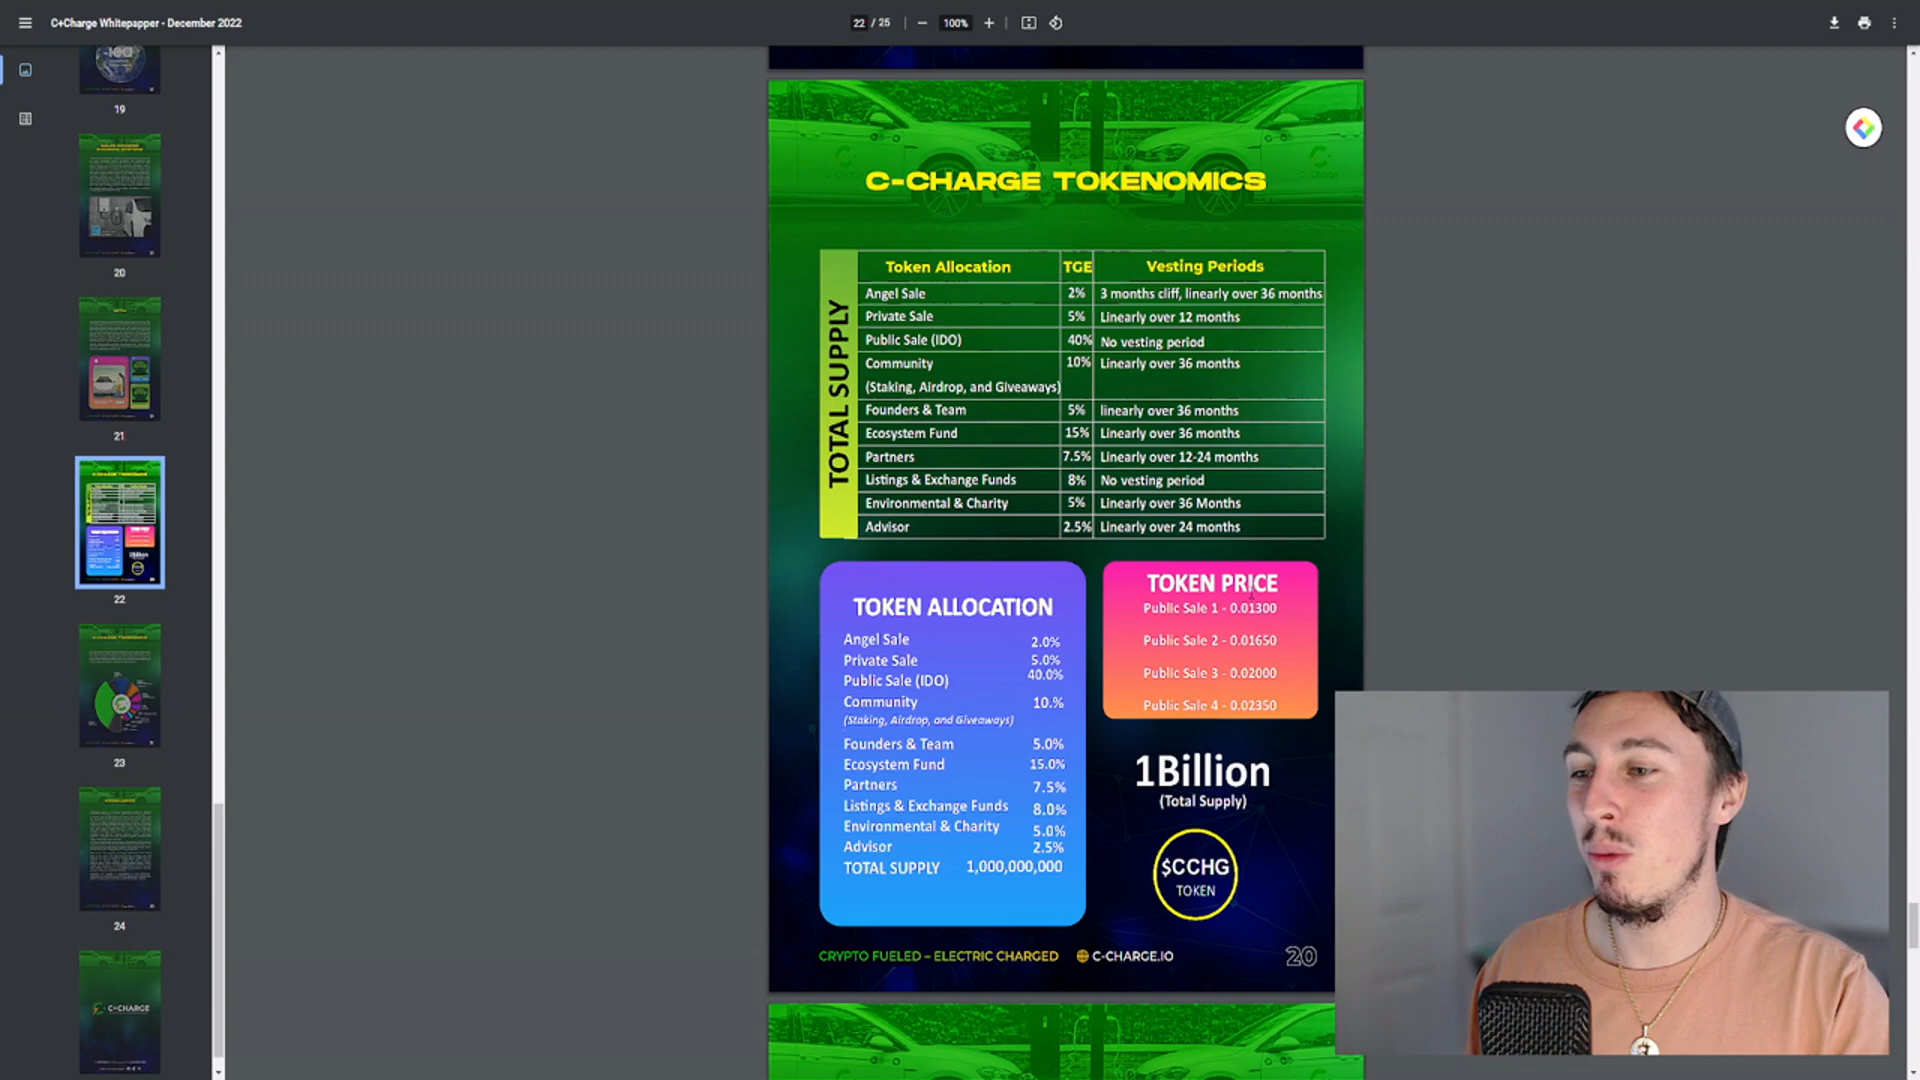 C+Charge Whitepapper - December 2022
22 / 25
100%
19
20
21
22
23
24
C+CHARGE
C-CHARGE TOKENOMICS
TOTAL SUPPLY
Token Allocation TGE Vesting Periods
Angel Sale 2% 3 months cliff, linearly over 36 months
Private Sale 5% Linearly over 12 months
Public Sale (IDO) 40% No vesting period
Community 10% Linearly over 36 months
(Staking, Airdrop, and Giveaways)
Founders & Team 5% linearly over 36 months
Ecosystem Fund 15% Linearly over 36 months
Partners 7.5% Linearly over 12-24 months
Listings & Exchange Funds 8% No vesting period
Environmental & Charity 5% Linearly over 36 Months
Advisor 2.5% Linearly over 24 months
TOKEN ALLOCATION
Angel Sale 2.0%
Private Sale 5.0%
Public Sale (IDO) 40.0%
Community 10.%
(Staking, Airdrop, and Giveaways)
Founders & Team 5.0%
Ecosystem Fund 15.0%
Partners 7.5%
Listings & Exchange Funds 8.0%
Environmental & Charity 5.0%
Advisor 2.5%
TOTAL SUPPLY 1,000,000,000
TOKEN PRICE
Public Sale 1 - 0.01300
Public Sale 2 - 0.01650
Public Sale 3 - 0.02000
Public Sale 4 - 0.02350
1Billion
(Total Supply)
$CCHG
TOKEN
CRYPTO FUELED – ELECTRIC CHARGED C-CHARGE.IO 20